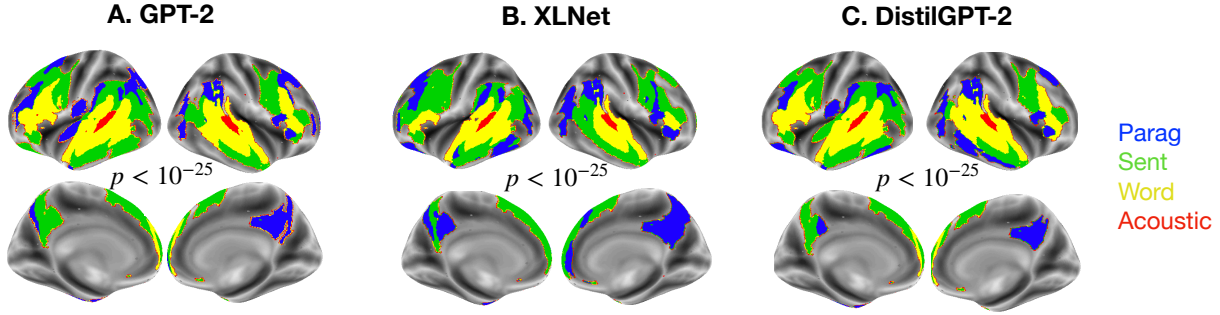 A. GPT-2
B. XLNet
C. DistilGPT-2
p < 10⁻²⁵
p < 10⁻²⁵
p < 10⁻²⁵
Parag
Sent
Word
Acoustic